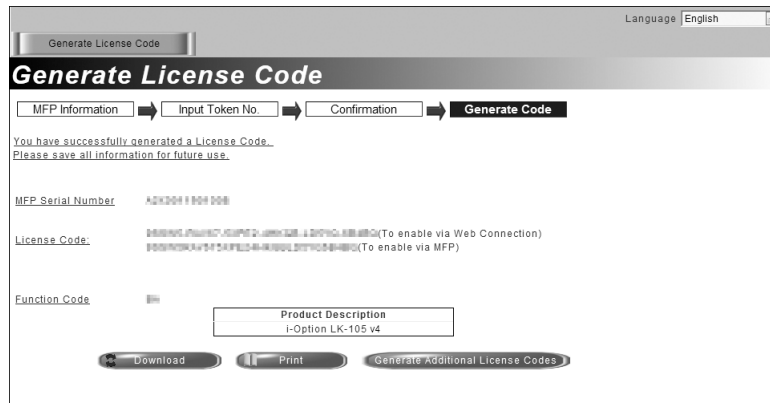 Language English
Generate License Code
Generate License Code
MFP Information Input Token No. Confirmation Generate Code
You have successfully generated a License Code.
Please save all information for future use.
MFP Serial Number
License Code: (To enable via Web Connection)
(To enable via MFP)
Function Code
Product Description
i-Option LK-105 v4
Download Print Generate Additional License Codes